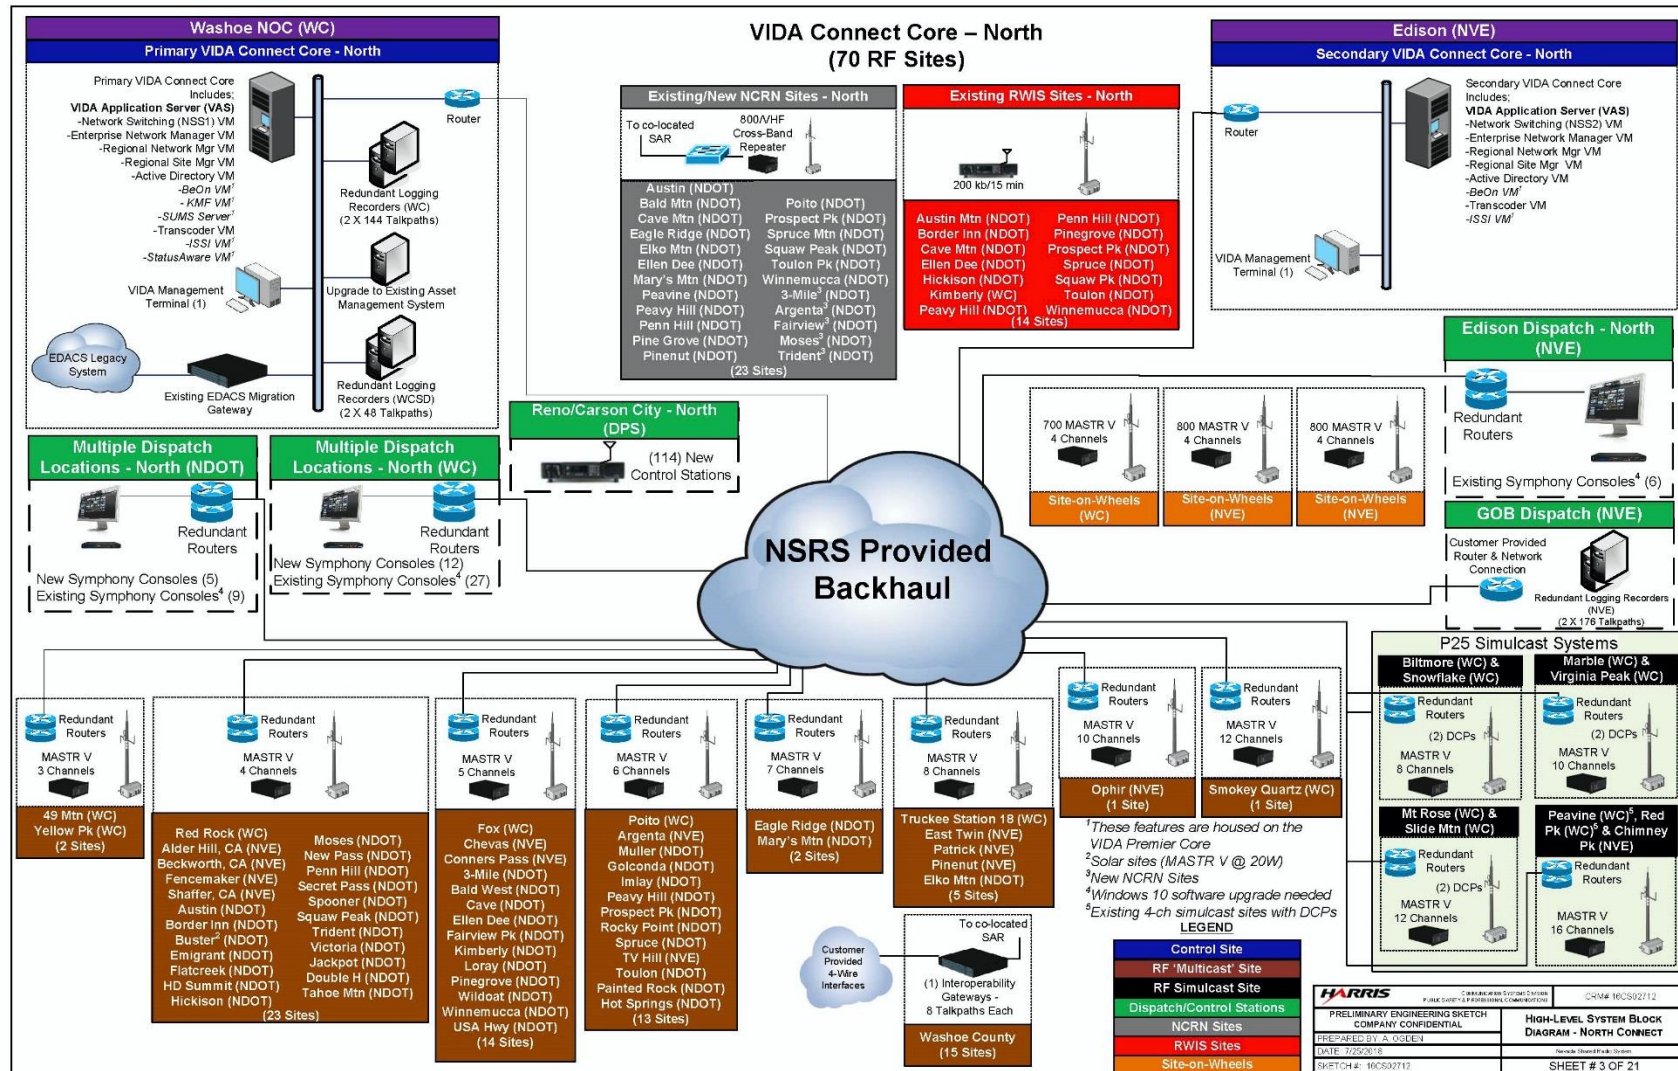 Washoe NOC (WC)
Primary VIDA Connect Core - North
Primary VIDA Connect Core
Includes;
VIDA Application Server (VAS)
-Network Switching (NSS1) VM
-Enterprise Network Manager VM
-Regional Network Mgr VM
-Regional Site Mgr VM
-Active Directory VM
-BeOn VM¹
-KMF VM¹
-SUMS Server¹
-Transcoder VM
-ISSI VM¹
-StatusAware VM¹
VIDA Management
Terminal (1)
EDACS Legacy
System
Existing EDACS Migration
Gateway
Router
Redundant Logging
Recorders (WC)
(2 X 144 Talkpaths)
Upgrade to Existing Asset
Management System
Redundant Logging
Recorders (WCSD)
(2 X 48 Talkpaths)
VIDA Connect Core – North
(70 RF Sites)
Existing/New NCRN Sites - North
To co-located
SAR
800/VHF
Cross-Band
Repeater
Austin (NDOT)
Bald Mtn (NDOT)
Cave Mtn (NDOT)
Eagle Ridge (NDOT)
Elko Mtn (NDOT)
Ellen Dee (NDOT)
Mary's Mtn (NDOT)
Peavine (NDOT)
Peavy Hill (NDOT)
Penn Hill (NDOT)
Pine Grove (NDOT)
Pinenut (NDOT)
Poito (NDOT)
Prospect Pk (NDOT)
Spruce Mtn (NDOT)
Squaw Peak (NDOT)
Toulon Pk (NDOT)
Winnemucca (NDOT)
3-Mile³ (NDOT)
Argenta³ (NDOT)
Fairview³ (NDOT)
Moses³ (NDOT)
Trident³ (NDOT)
(23 Sites)
Existing RWIS Sites - North
200 kb/15 min
Austin Mtn (NDOT)
Border Inn (NDOT)
Cave Mtn (NDOT)
Ellen Dee (NDOT)
Hickison (NDOT)
Kimberly (WC)
Peavy Hill (NDOT)
Penn Hill (NDOT)
Pinegrove (NDOT)
Prospect Pk (NDOT)
Spruce (NDOT)
Squaw Pk (NDOT)
Toulon (NDOT)
Winnemucca (NDOT)
(14 Sites)
Edison (NVE)
Secondary VIDA Connect Core - North
Router
Secondary VIDA Connect Core
Includes;
VIDA Application Server (VAS)
-Network Switching (NSS2) VM
-Enterprise Network Manager VM
-Regional Network Mgr VM
-Regional Site Mgr VM
-Active Directory VM
-BeOn VM¹
-Transcoder VM
-ISSI VM¹
VIDA Management
Terminal (1)
Multiple Dispatch
Locations - North (NDOT)
Redundant
Routers
New Symphony Consoles (5)
Existing Symphony Consoles⁴ (9)
Multiple Dispatch
Locations - North (WC)
Redundant
Routers
New Symphony Consoles (12)
Existing Symphony Consoles⁴ (27)
Reno/Carson City - North
(DPS)
(114) New
Control Stations
NSRS Provided
Backhaul
700 MASTR V
4 Channels
Site-on-Wheels
(WC)
800 MASTR V
4 Channels
Site-on-Wheels
(NVE)
800 MASTR V
4 Channels
Site-on-Wheels
(NVE)
Edison Dispatch - North
(NVE)
Redundant
Routers
Existing Symphony Consoles⁴ (6)
GOB Dispatch (NVE)
Customer Provided
Router & Network
Connection
Redundant Logging Recorders
(NVE)
(2 X 176 Talkpaths)
Redundant
Routers
MASTR V
3 Channels
49 Mtn (WC)
Yellow Pk (WC)
(2 Sites)
Redundant
Routers
MASTR V
4 Channels
Red Rock (WC)
Alder Hill, CA (NVE)
Beckworth, CA (NVE)
Fencemaker (NVE)
Shaffer, CA (NVE)
Austin (NDOT)
Border Inn (NDOT)
Buster² (NDOT)
Emigrant (NDOT)
Flatcreek (NDOT)
HD Summit (NDOT)
Hickison (NDOT)
Moses (NDOT)
New Pass (NDOT)
Penn Hill (NDOT)
Secret Pass (NDOT)
Spooner (NDOT)
Squaw Peak (NDOT)
Trident (NDOT)
Victoria (NDOT)
Jackpot (NDOT)
Double H (NDOT)
Tahoe Mtn (NDOT)
(23 Sites)
Redundant
Routers
MASTR V
5 Channels
Fox (WC)
Chevas (NVE)
Conners Pass (NVE)
3-Mile (NDOT)
Bald West (NDOT)
Cave (NDOT)
Ellen Dee (NDOT)
Fairview Pk (NDOT)
Kimberly (NDOT)
Loray (NDOT)
Pinegrove (NDOT)
Wildcat (NDOT)
Winnemucca (NDOT)
USA Hwy (NDOT)
(14 Sites)
Redundant
Routers
MASTR V
6 Channels
Poito (WC)
Argenta (NVE)
Muller (NDOT)
Golconda (NDOT)
Imlay (NDOT)
Peavy Hill (NDOT)
Prospect Pk (NDOT)
Rocky Point (NDOT)
Spruce (NDOT)
TV Hill (NVE)
Toulon (NDOT)
Painted Rock (NDOT)
Hot Springs (NDOT)
(13 Sites)
Redundant
Routers
MASTR V
7 Channels
Eagle Ridge (NDOT)
Mary's Mtn (NDOT)
(2 Sites)
Redundant
Routers
MASTR V
8 Channels
Truckee Station 18 (WC)
East Twin (NVE)
Patrick (NVE)
Pinenut (NVE)
Elko Mtn (NDOT)
(5 Sites)
Redundant
Routers
MASTR V
10 Channels
Ophir (NVE)
(1 Site)
Redundant
Routers
MASTR V
12 Channels
Smokey Quartz (WC)
(1 Site)
P25 Simulcast Systems
Biltmore (WC) &
Snowflake (WC)
Redundant
Routers
(2) DCPs
MASTR V
8 Channels
Marble (WC) &
Virginia Peak (WC)
Redundant
Routers
(2) DCPs
MASTR V
10 Channels
Mt Rose (WC) &
Slide Mtn (WC)
Redundant
Routers
(2) DCPs
MASTR V
12 Channels
Peavine (WC)⁵, Red
Pk (WC)⁵ & Chimney
Pk (NVE)
Redundant
Routers
MASTR V
16 Channels
Customer
Provided
4-Wire
Interfaces
To co-located
SAR
(1) Interoperability
Gateways -
8 Talkpaths Each
Washoe County
(15 Sites)
¹These features are housed on the
VIDA Premier Core
²Solar sites (MASTR V @ 20W)
³New NCRN Sites
⁴Windows 10 software upgrade needed
⁵Existing 4-ch simulcast sites with DCPs
LEGEND
Control Site
RF 'Multicast' Site
RF Simulcast Site
Dispatch/Control Stations
NCRN Sites
RWIS Sites
Site-on-Wheels
HARRIS
COMMUNICATION SYSTEMS DIVISION
PUBLIC SAFETY & PROFESSIONAL COMMUNICATIONS
CRM# 16CS02712
PRELIMINARY ENGINEERING SKETCH
COMPANY CONFIDENTIAL
PREPARED BY: A. OGDEN
DATE: 7/25/2018
SKETCH #: 16CS02712
HIGH-LEVEL SYSTEM BLOCK
DIAGRAM - NORTH CONNECT
Nevada Shared Radio System
SHEET # 3 OF 21